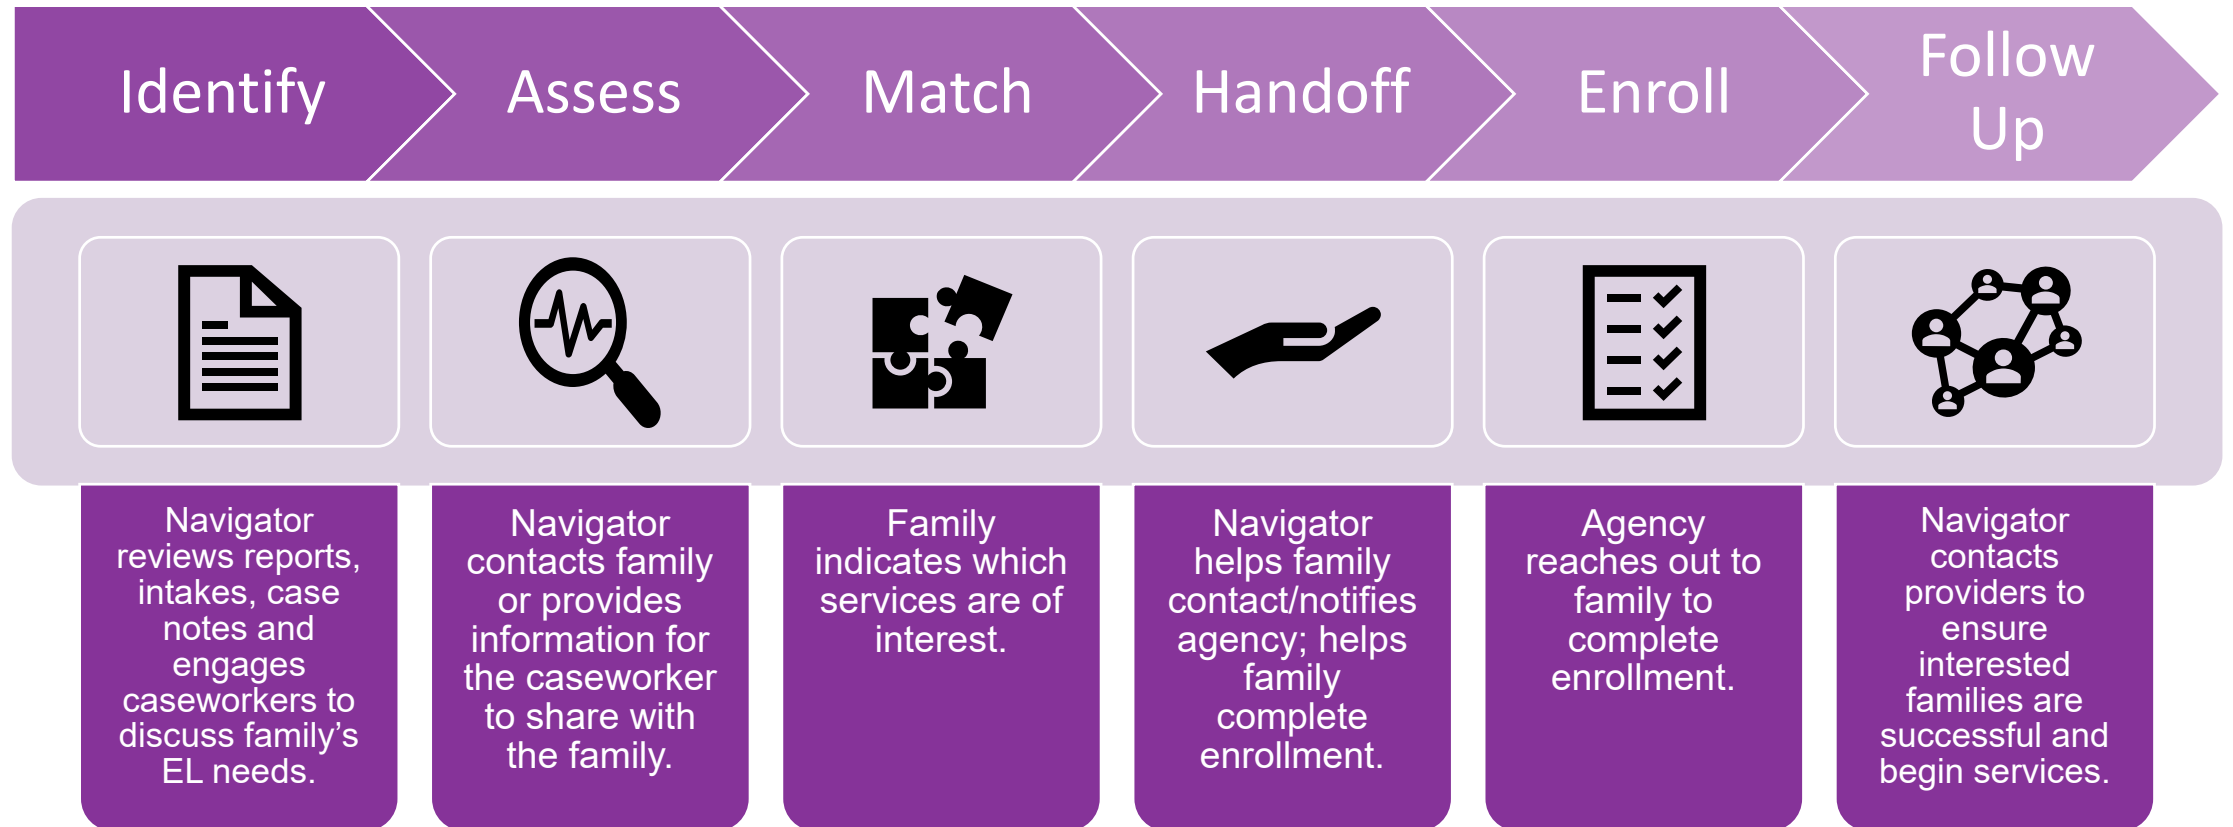 Identify
Assess
Match
Handoff
Enroll
Follow
Up
Navigator
reviews reports,
intakes, case
notes and
engages
caseworkers to
discuss family’s
EL needs.
Navigator
contacts family
or provides
information for
the caseworker
to share with
the family.
Family
indicates which
services are of
interest.
Navigator
helps family
contact/notifies
agency; helps
family
complete
enrollment.
Agency
reaches out to
family to
complete
enrollment.
Navigator
contacts
providers to
ensure
interested
families are
successful and
begin services.